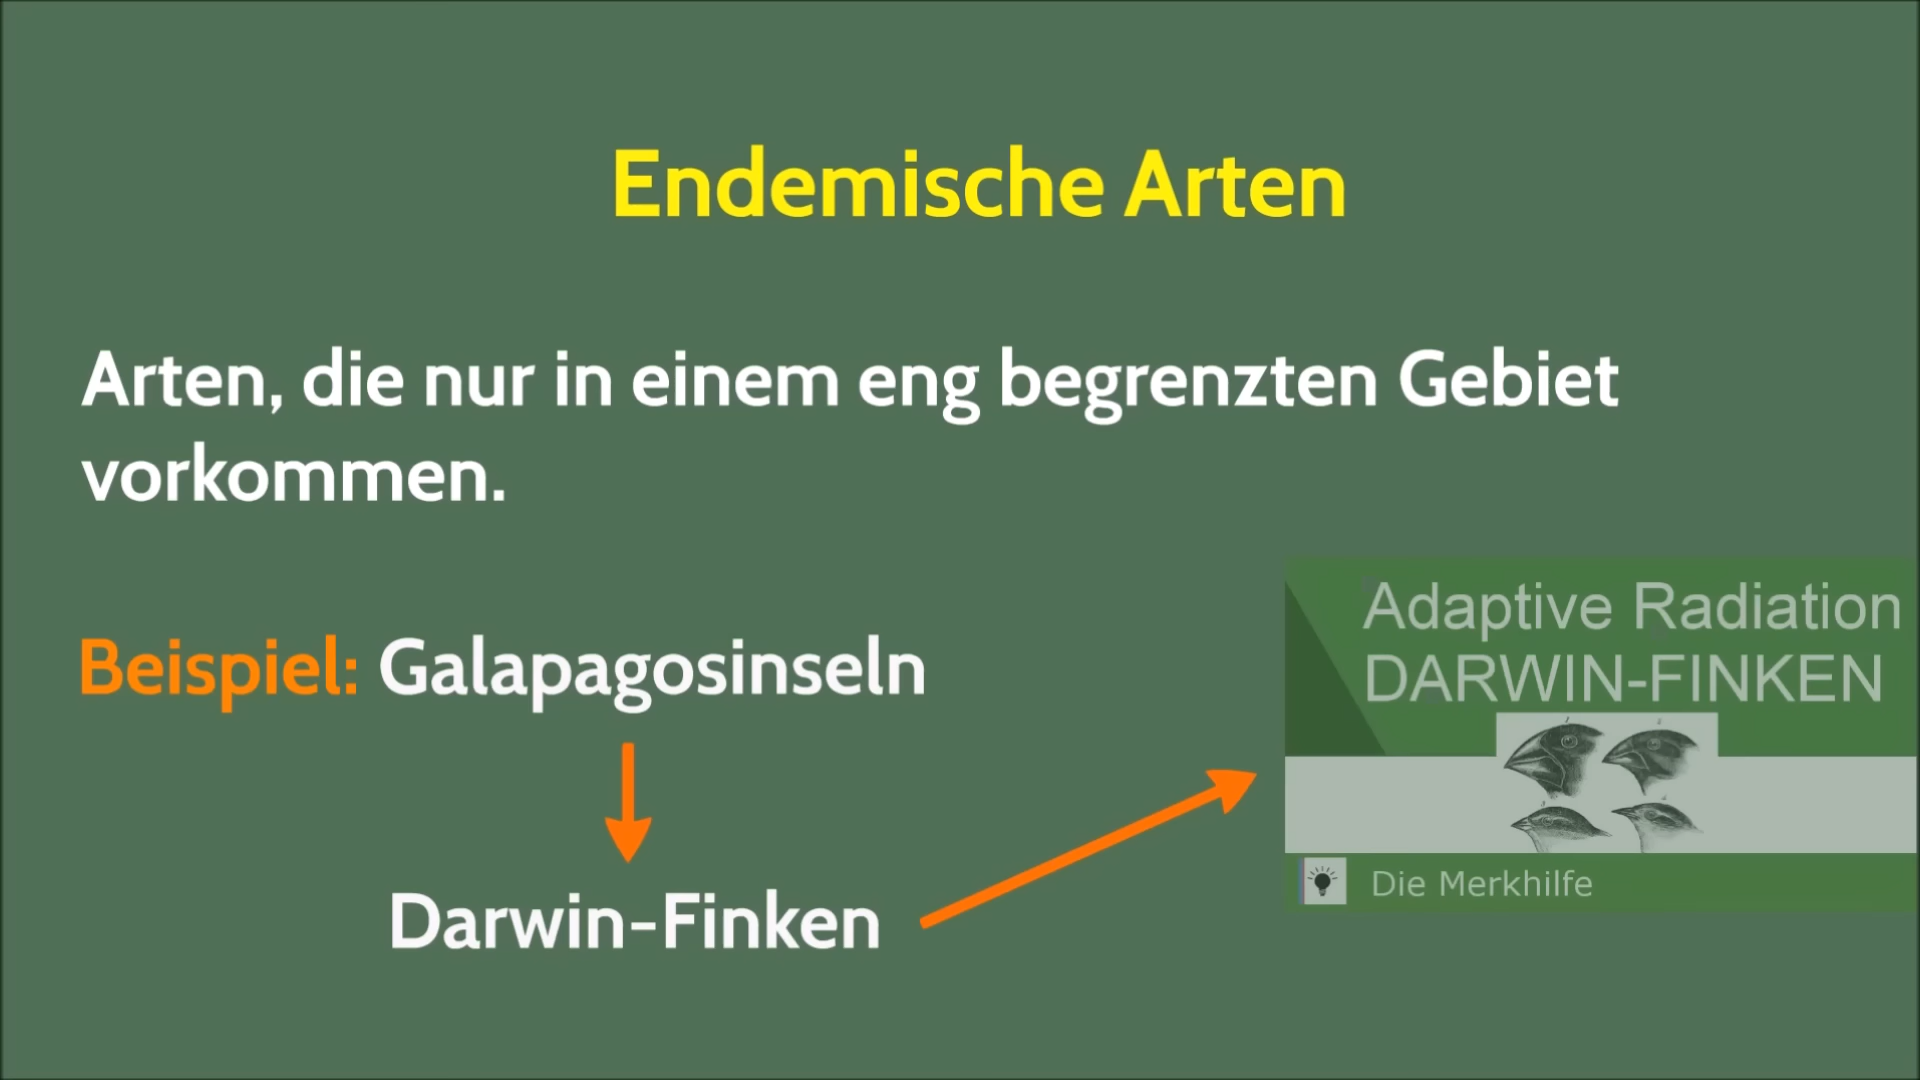 Endemische Arten
Arten, die nur in einem eng begrenzten Gebiet
vorkommen.
Beispiel: Galapagosinseln
Darwin-Finken
Adaptive Radiation
DARWIN-FINKEN
Die Merkhilfe